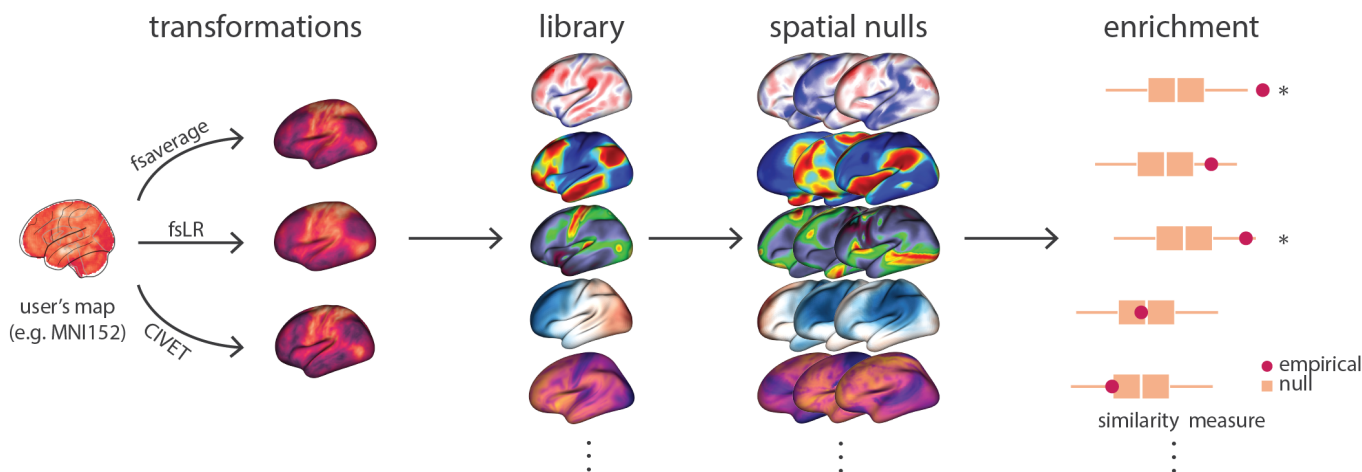 transformations
library
spatial nulls
enrichment
fsaverage
fsLR
CIVET
user's map
(e.g. MNI152)
*
*
empirical
null
similarity measure